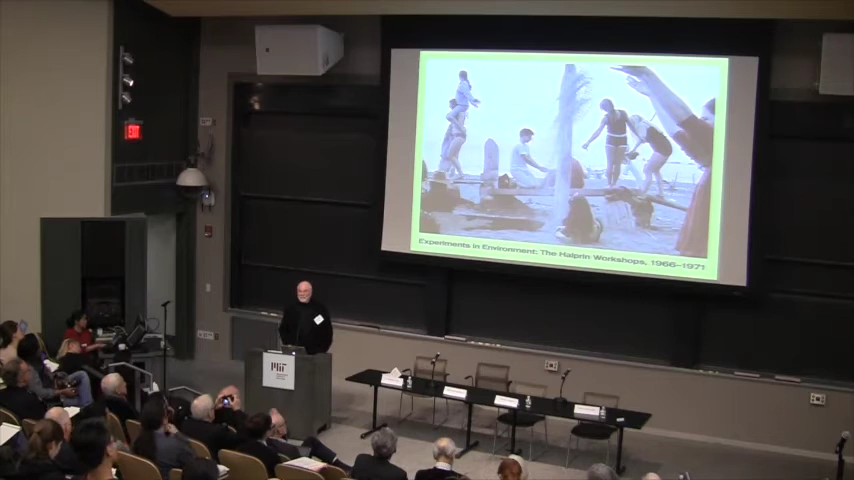 EXIT
Experiments in Environment: The Halprin Workshops, 1966–1971
MIT